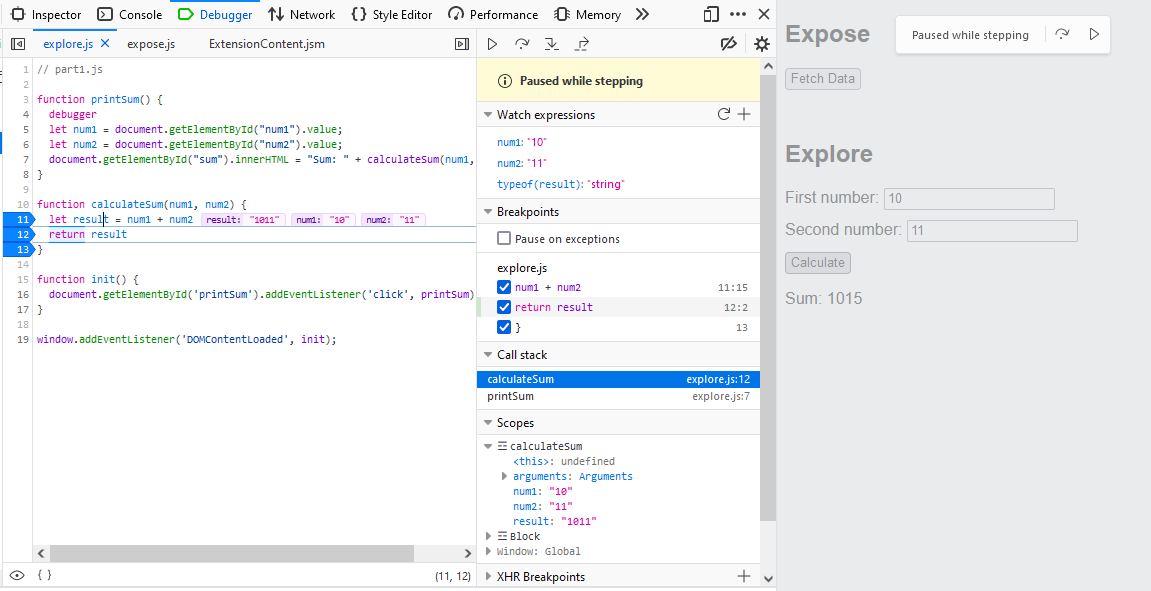 Inspector Console Debugger Network Style Editor Performance Memory
explore.js expose.js ExtensionContent.jsm
1 // part1.js
2
3 function printSum() {
4 debugger
5 let num1 = document.getElementById("num1").value;
6 let num2 = document.getElementById("num2").value;
7 document.getElementById("sum").innerHTML = "Sum: " + calculateSum(num1,
8 }
9
10 function calculateSum(num1, num2) {
11 let result = num1 + num2 result: "1011" num1: "10" num2: "11"
12 return result
13 }
14
15 function init() {
16 document.getElementById('printSum').addEventListener('click', printSum)
17 }
18
19 window.addEventListener('DOMContentLoaded', init);
{ } (11, 12)
Paused while stepping
Watch expressions
num1: "10"
num2: "11"
typeof(result): "string"
Breakpoints
Pause on exceptions
explore.js
num1 + num2 11:15
return result 12:2
} 13
Call stack
calculateSum explore.js:12
printSum explore.js:7
Scopes
calculateSum
<this>: undefined
arguments: Arguments
num1: "10"
num2: "11"
result: "1011"
Block
Window: Global
XHR Breakpoints
Expose
Paused while stepping
Fetch Data
Explore
First number: 10
Second number: 11
Calculate
Sum: 1015